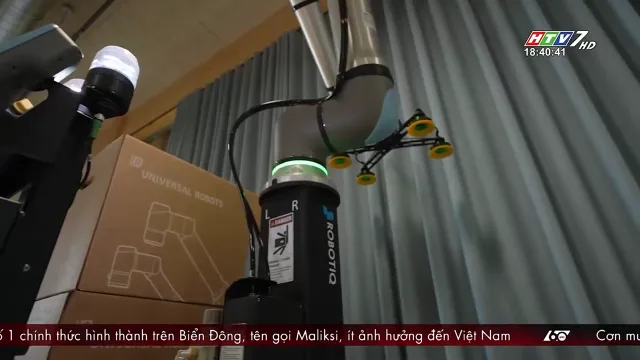 HTV7 HD
18:40:41
UNIVERSAL ROBOTS
L R
ROBOTIQ
ố 1 chính thức hình thành trên Biển Đông, tên gọi Maliksi, ít ảnh hưởng đến Việt Nam
Cơn mư